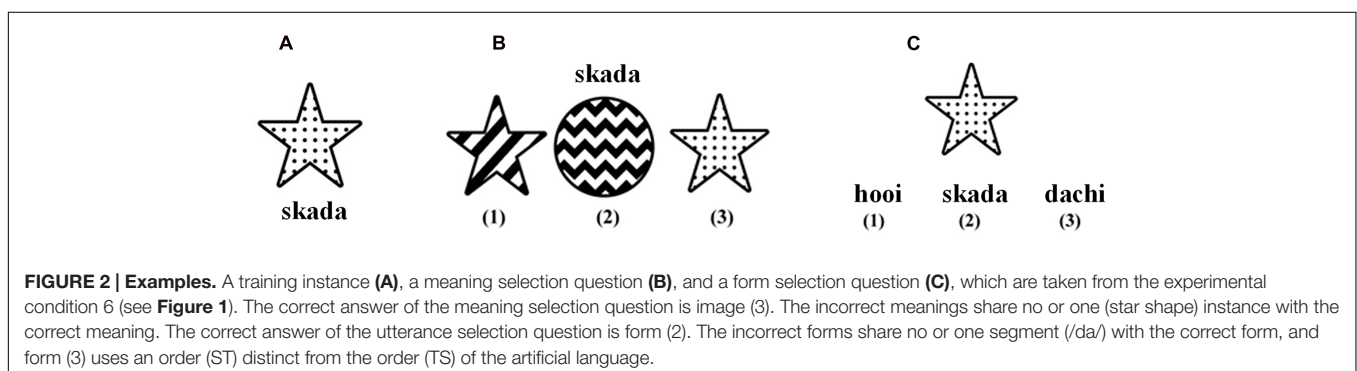 A
B
C
skada
skada
(1)
(2)
(3)
hooi
skada
dachi
(1)
(2)
(3)
FIGURE 2 | Examples. A training instance (A), a meaning selection question (B), and a form selection question (C), which are taken from the experimental
condition 6 (see Figure 1). The correct answer of the meaning selection question is image (3). The incorrect meanings share no or one (star shape) instance with the
correct meaning. The correct answer of the utterance selection question is form (2). The incorrect forms share no or one segment (/da/) with the correct form, and
form (3) uses an order (ST) distinct from the order (TS) of the artificial language.